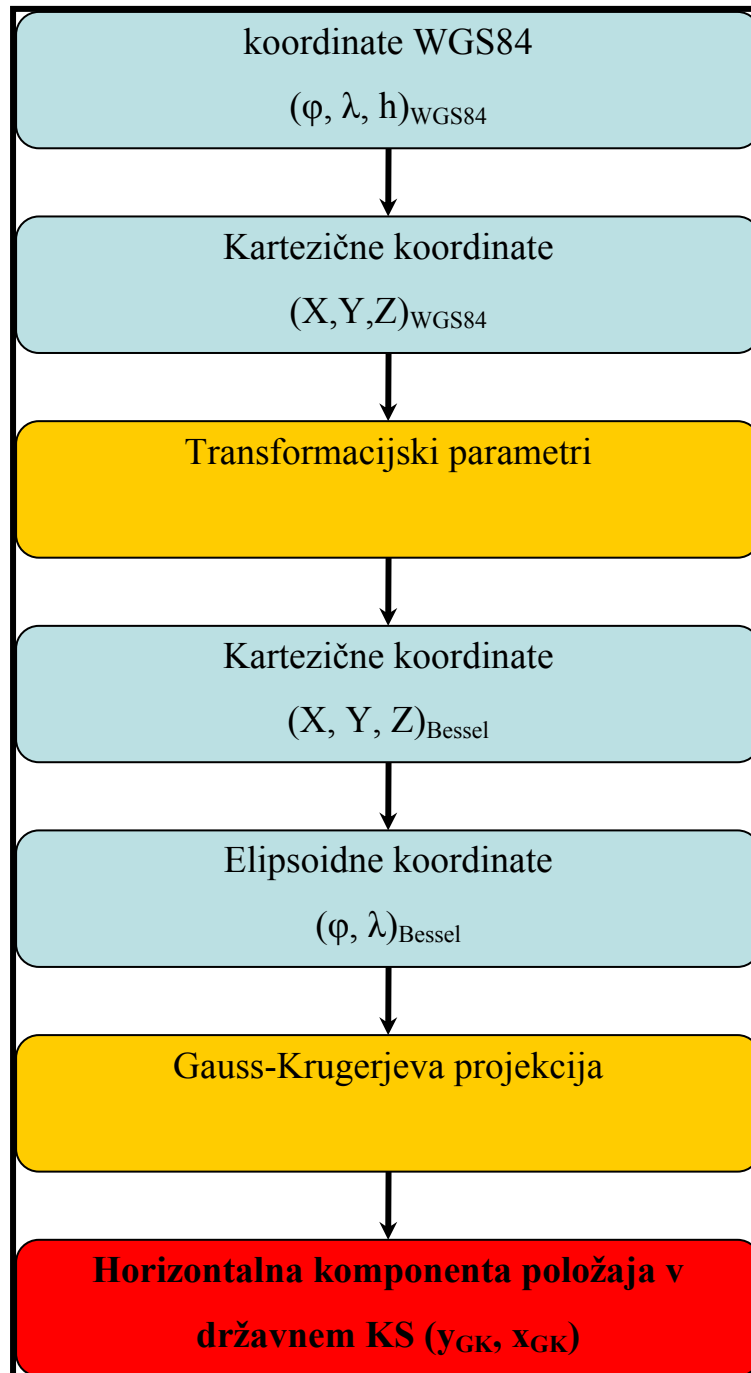 koordinate WGS84
(φ, λ, h)WGS84
Kartezične koordinate
(X,Y,Z)WGS84
Transformacijski parametri
Kartezične koordinate
(X, Y, Z)Bessel
Elipsoidne koordinate
(φ, λ)Bessel
Gauss-Krugerjeva projekcija
Horizontalna komponenta položaja v
državnem KS (yGK, xGK)